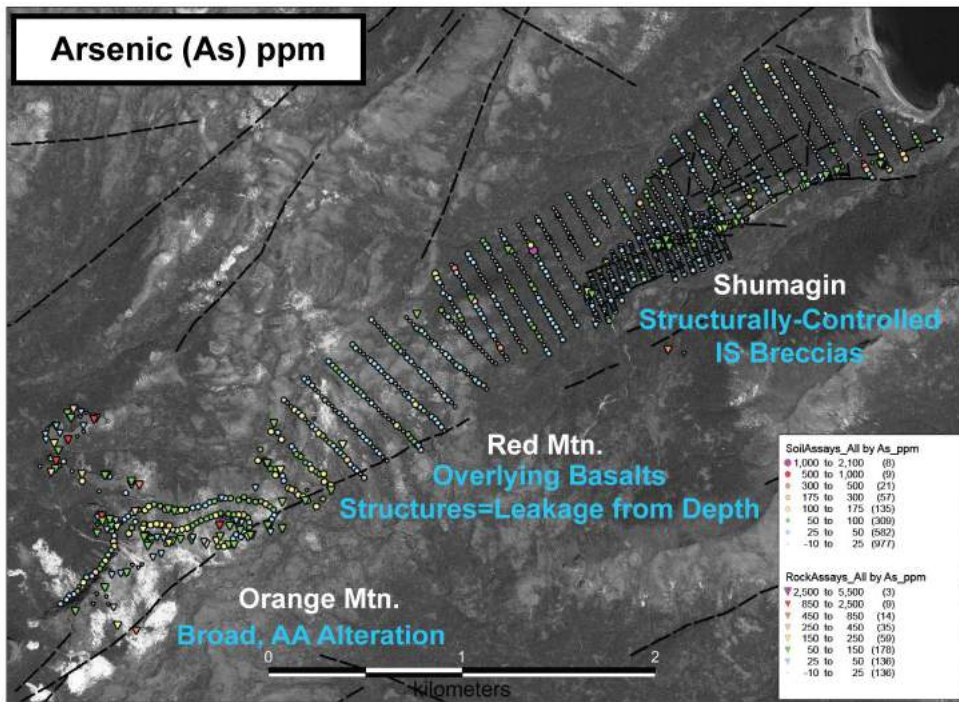 Arsenic (As) ppm
Shumagin
Structurally-Controlled
IS Breccias
Red Mtn.
Overlying Basalts
Structures=Leakage from Depth
Orange Mtn.
Broad, AA Alteration
0 1 2
kilometers
SoilAssays_All by As_ppm
1,000 to 2,100 (8)
500 to 1,000 (9)
300 to 500 (21)
175 to 300 (57)
100 to 175 (135)
50 to 100 (309)
25 to 50 (582)
-10 to 25 (977)
RockAssays_All by As_ppm
2,500 to 5,500 (3)
850 to 2,500 (9)
450 to 850 (14)
250 to 450 (35)
150 to 250 (59)
50 to 150 (178)
25 to 50 (136)
-10 to 25 (136)